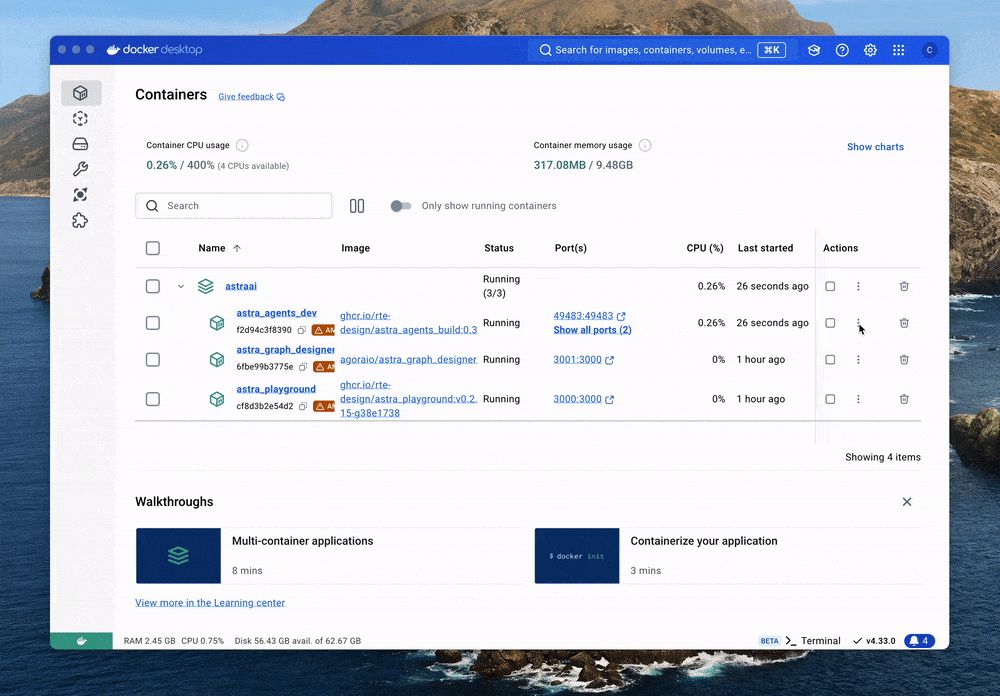 docker desktop
Search for images, containers, volumes, e... ⌘K
C
Containers Give feedback
Container CPU usage
0.26% / 400% (4 CPUs available)
Container memory usage
317.08MB / 9.48GB
Show charts
Search
Only show running containers
Name Image Status Port(s) CPU (%) Last started Actions
astraai
Running
(3/3)
0.26% 26 seconds ago
astra_agents_dev
f2d94c3f8390 AM
ghcr.io/rte-
design/astra_agents_build:0.3
Running
49483:49483
Show all ports (2)
0.26% 26 seconds ago
astra_graph_designer
6fbe99b3775e AM
agoraio/astra_graph_designer
Running
3001:3000
0% 1 hour ago
astra_playground
cf8d3b2e54d2 AM
ghcr.io/rte-
design/astra_playground:v0.2.
15-g38e1738
Running
3000:3000
0% 1 hour ago
Showing 4 items
Walkthroughs
Multi-container applications
8 mins
$ docker init
Containerize your application
3 mins
View more in the Learning center
RAM 2.45 GB CPU 0.75% Disk 56.43 GB avail. of 62.67 GB
BETA >_ Terminal v4.33.0 4